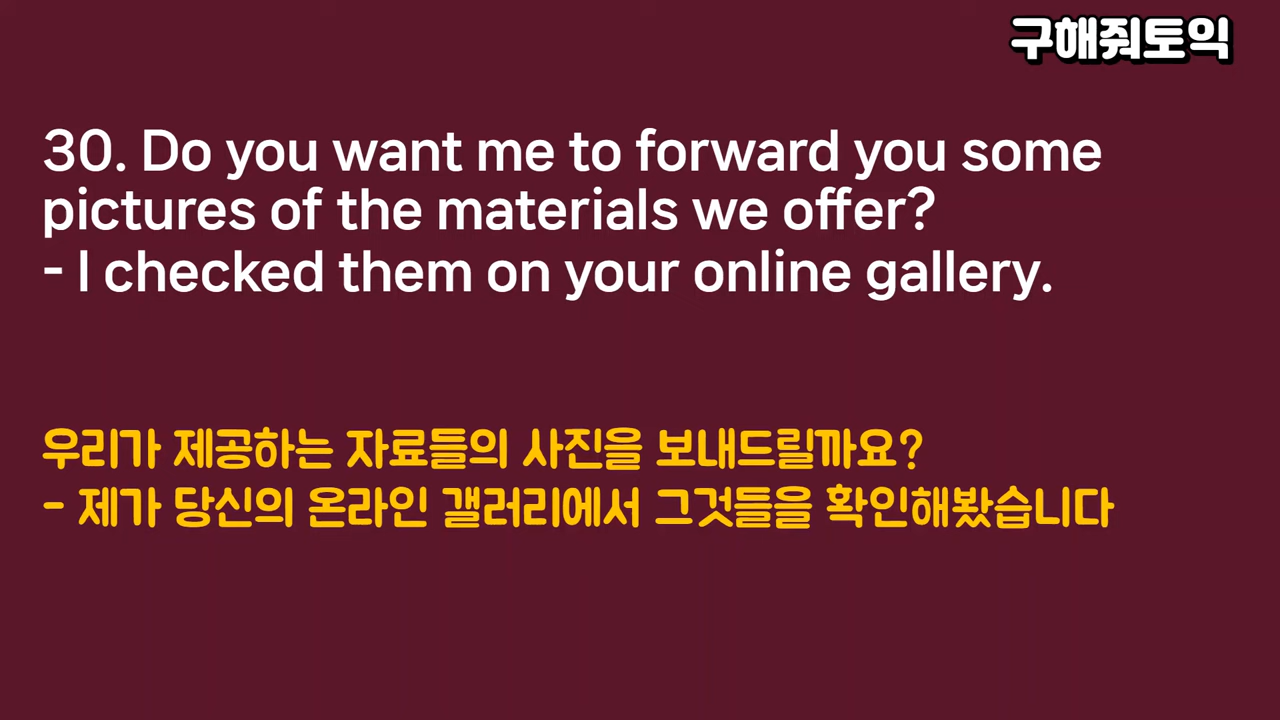 구해줘토익
30. Do you want me to forward you some
pictures of the materials we offer?
- I checked them on your online gallery.
우리가 제공하는 자료들의 사진을 보내드릴까요?
- 제가 당신의 온라인 갤러리에서 그것들을 확인해봤습니다